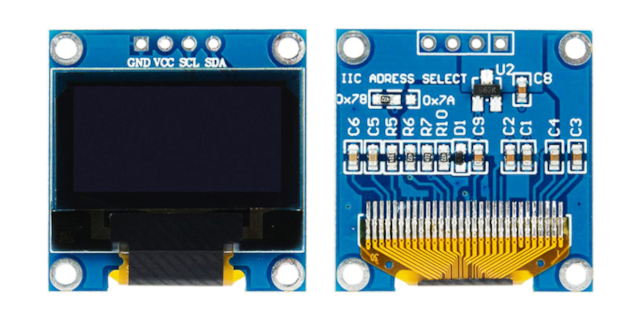 GND VCC SCL SDA
U2
IIC ADRESS SELECT
C8
0x78 0x7A
C6 C5 R5 R6 R7 R10 D1 C9 C2 C1 C4 C3
30